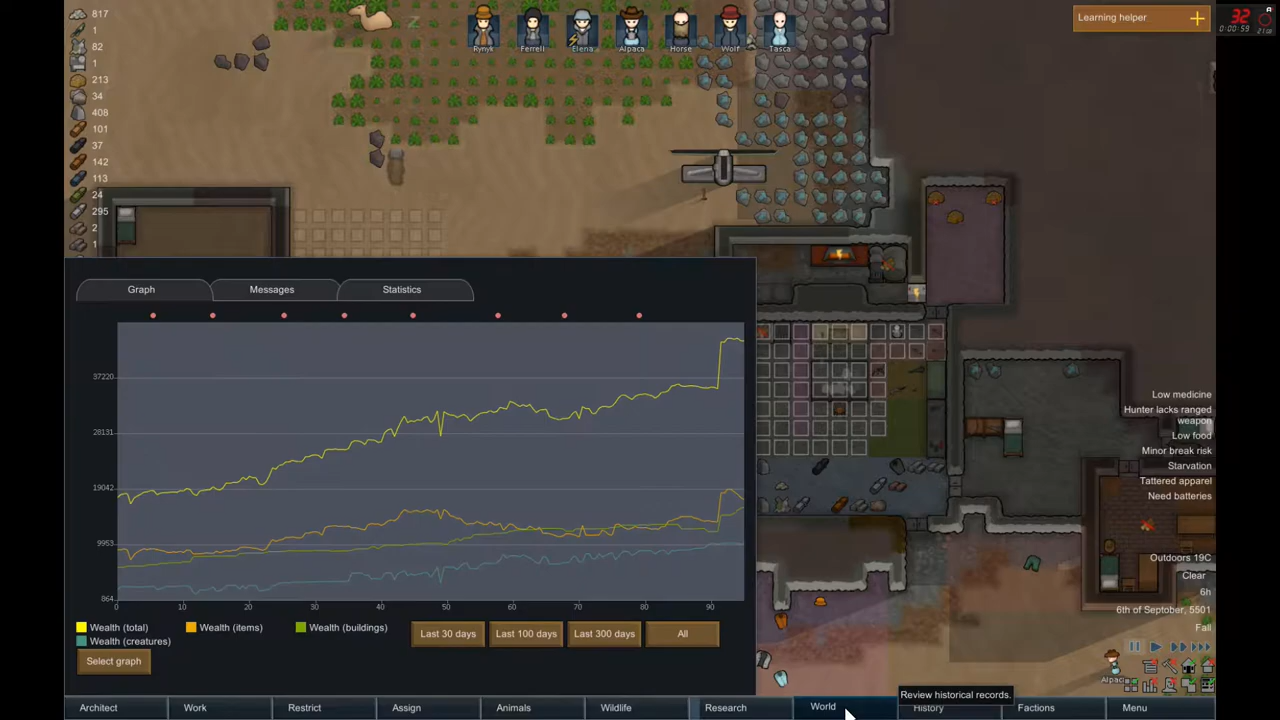 817
1
82
1
213
34
408
101
37
142
113
24
295
2
1
Rynyk
Ferrell
Elena
Alpaca
Horse
Wolf
Tasca
Learning helper
32
0:00:59
Graph
Messages
Statistics
37220
28131
19042
9953
864
0
10
20
30
40
50
60
70
80
90
Wealth (total)
Wealth (items)
Wealth (buildings)
Wealth (creatures)
Last 30 days
Last 100 days
Last 300 days
All
Select graph
Low medicine
Hunter lacks ranged
weapon
Low food
Minor break risk
Starvation
Tattered apparel
Need batteries
Outdoors 19C
Clear
6h
6th of September, 5501
Fall
Alpaca
Review historical records.
Architect
Work
Restrict
Assign
Animals
Wildlife
Research
World
History
Factions
Menu